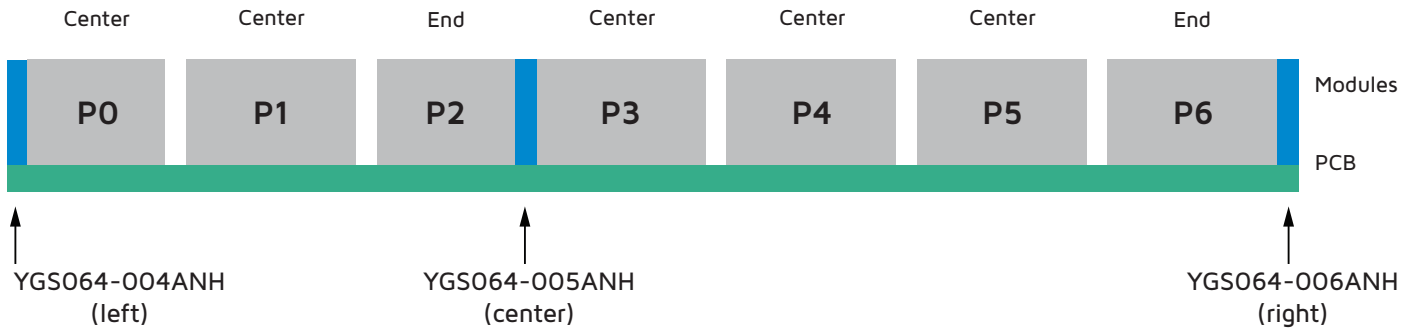 Center Center End Center Center Center End
P0 P1 P2 P3 P4 P5 P6
Modules
PCB
YGS064-004ANH YGS064-005ANH YGS064-006ANH
(left) (center) (right)